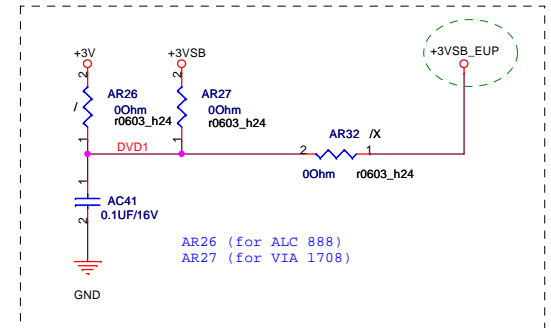 +3V
+3VSB
+3VSB_EUP
2
2
AR26
AR27
/
0Ohm
0Ohm
r0603_h24
r0603_h24
AR32 /X
1
1
DVD1
2
1
0Ohm
r0603_h24
1
AC41
0.1UF/16V
2
AR26 (for ALC 888)
AR27 (for VIA 1708)
GND